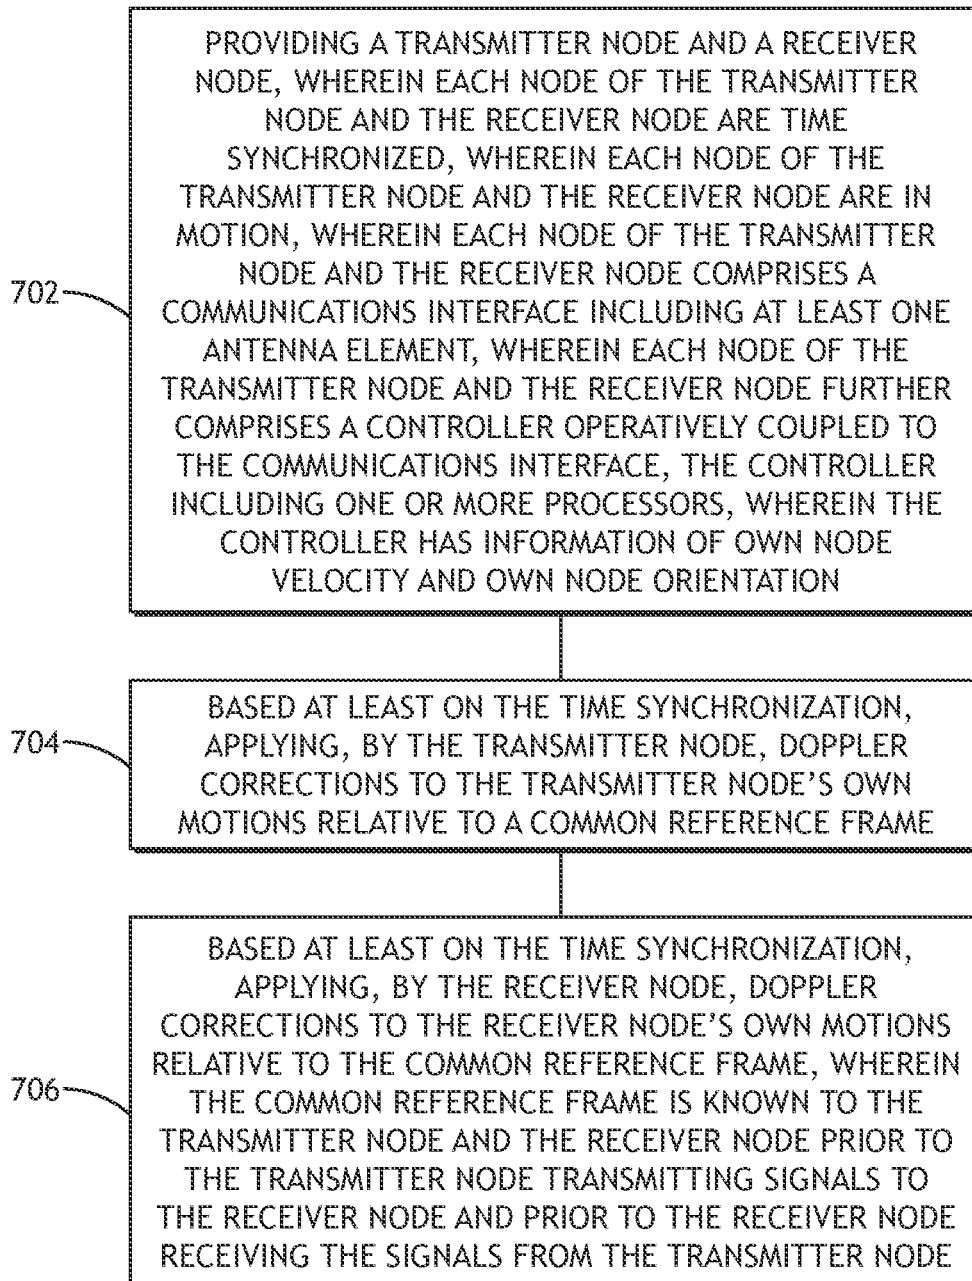 PROVIDING A TRANSMITTER NODE AND A RECEIVER
NODE, WHEREIN EACH NODE OF THE TRANSMITTER
NODE AND THE RECEIVER NODE ARE TIME
SYNCHRONIZED, WHEREIN EACH NODE OF THE
TRANSMITTER NODE AND THE RECEIVER NODE ARE IN
MOTION, WHEREIN EACH NODE OF THE TRANSMITTER
NODE AND THE RECEIVER NODE COMPRISES A
COMMUNICATIONS INTERFACE INCLUDING AT LEAST ONE
ANTENNA ELEMENT, WHEREIN EACH NODE OF THE
TRANSMITTER NODE AND THE RECEIVER NODE FURTHER
COMPRISES A CONTROLLER OPERATIVELY COUPLED TO
THE COMMUNICATIONS INTERFACE, THE CONTROLLER
INCLUDING ONE OR MORE PROCESSORS, WHEREIN THE
CONTROLLER HAS INFORMATION OF OWN NODE
VELOCITY AND OWN NODE ORIENTATION
702
BASED AT LEAST ON THE TIME SYNCHRONIZATION,
APPLYING, BY THE TRANSMITTER NODE, DOPPLER
CORRECTIONS TO THE TRANSMITTER NODE'S OWN
MOTIONS RELATIVE TO A COMMON REFERENCE FRAME
704
BASED AT LEAST ON THE TIME SYNCHRONIZATION,
APPLYING, BY THE RECEIVER NODE, DOPPLER
CORRECTIONS TO THE RECEIVER NODE'S OWN MOTIONS
RELATIVE TO THE COMMON REFERENCE FRAME, WHEREIN
THE COMMON REFERENCE FRAME IS KNOWN TO THE
TRANSMITTER NODE AND THE RECEIVER NODE PRIOR TO
THE TRANSMITTER NODE TRANSMITTING SIGNALS TO
THE RECEIVER NODE AND PRIOR TO THE RECEIVER NODE
RECEIVING THE SIGNALS FROM THE TRANSMITTER NODE
706